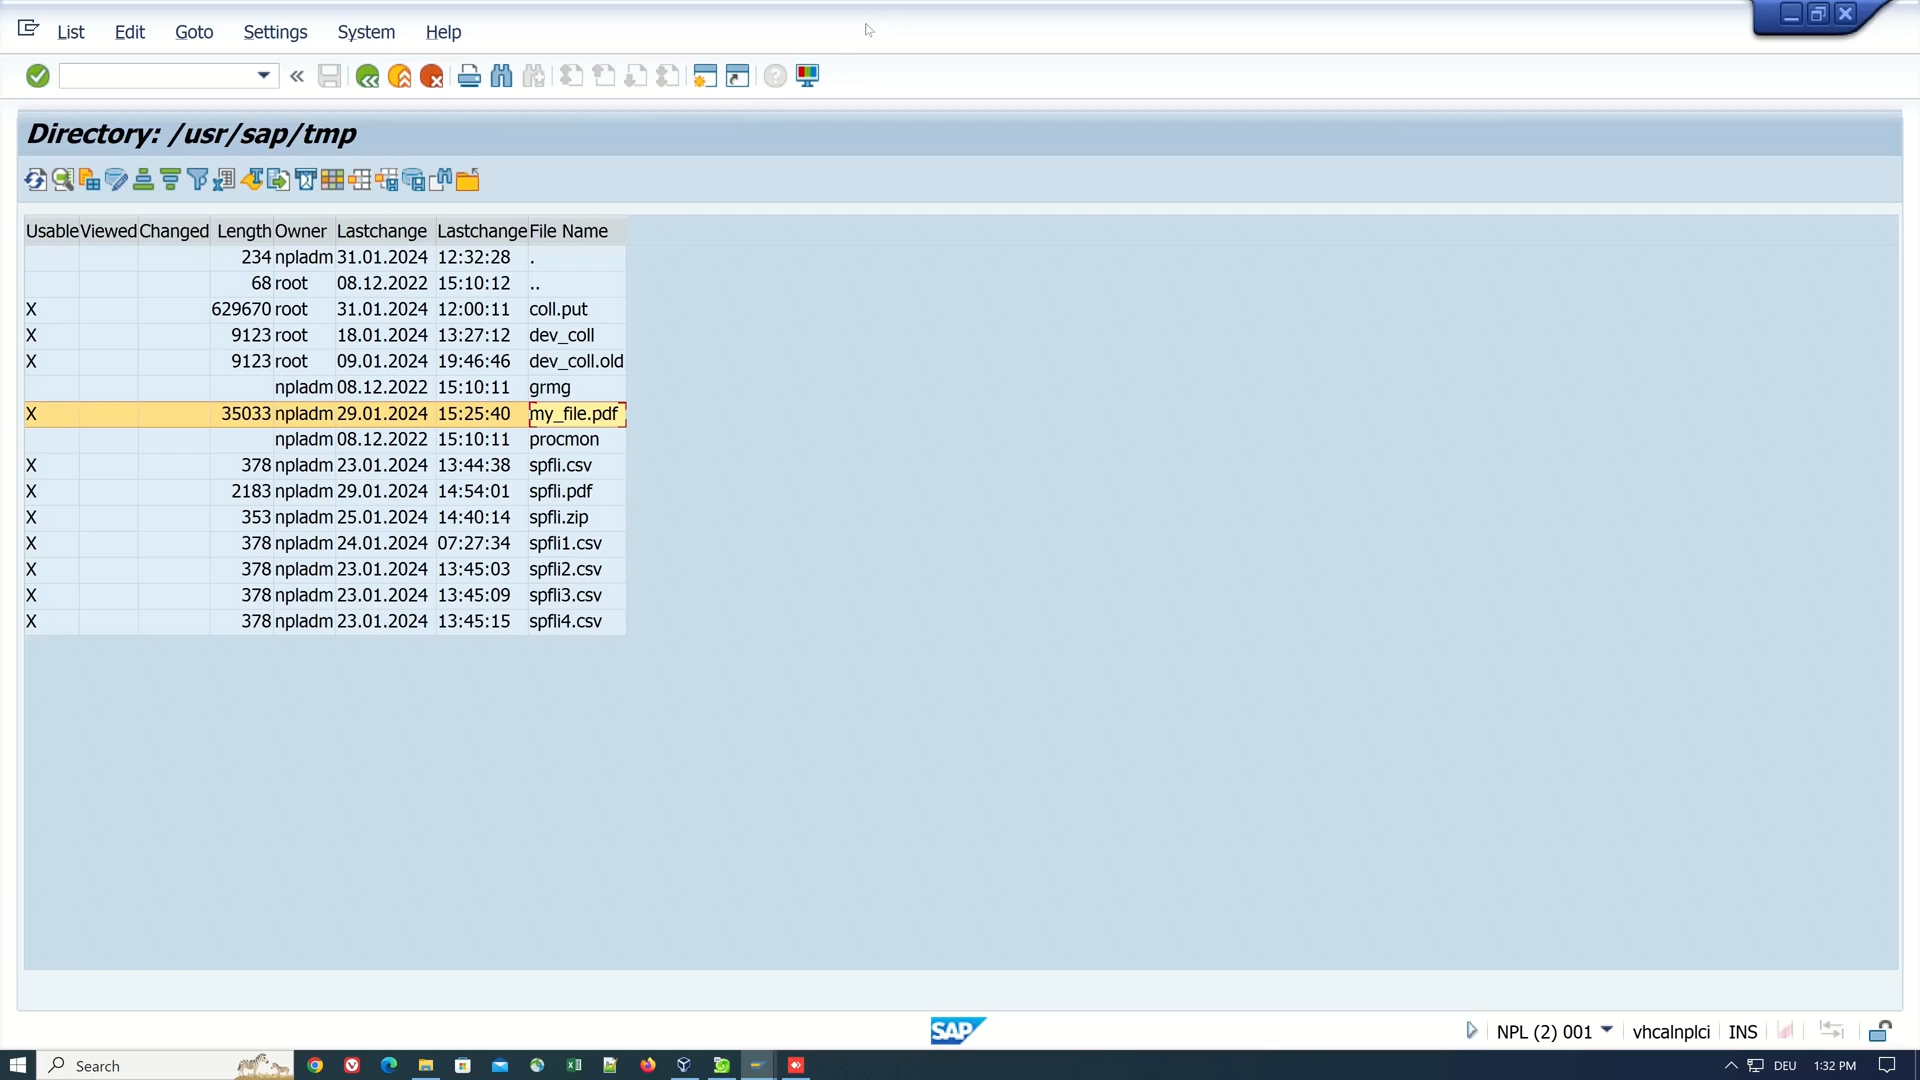 List Edit Goto Settings System Help
Directory: /usr/sap/tmp
Usable Viewed Changed Length Owner Lastchange Lastchange File Name
234 npladm 31.01.2024 12:32:28 .
68 root 08.12.2022 15:10:12 ..
X 629670 root 31.01.2024 12:00:11 coll.put
X 9123 root 18.01.2024 13:27:12 dev_coll
X 9123 root 09.01.2024 19:46:46 dev_coll.old
npladm 08.12.2022 15:10:11 grmg
X 35033 npladm 29.01.2024 15:25:40 my_file.pdf
npladm 08.12.2022 15:10:11 procmon
X 378 npladm 23.01.2024 13:44:38 spfli.csv
X 2183 npladm 29.01.2024 14:54:01 spfli.pdf
X 353 npladm 25.01.2024 14:40:14 spfli.zip
X 378 npladm 24.01.2024 07:27:34 spfli1.csv
X 378 npladm 23.01.2024 13:45:03 spfli2.csv
X 378 npladm 23.01.2024 13:45:09 spfli3.csv
X 378 npladm 23.01.2024 13:45:15 spfli4.csv
SAP NPL (2) 001 vhcalnplci INS
Search DEU 1:32 PM